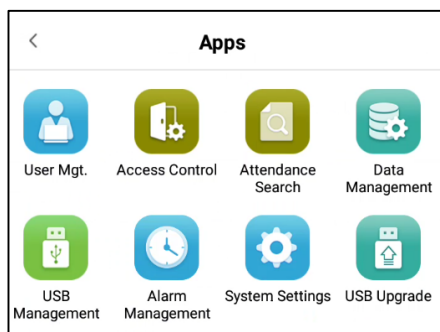 Apps
User Mgt.
Access Control
Attendance
Search
Data
Management
USB
Management
Alarm
Management
System Settings
USB Upgrade